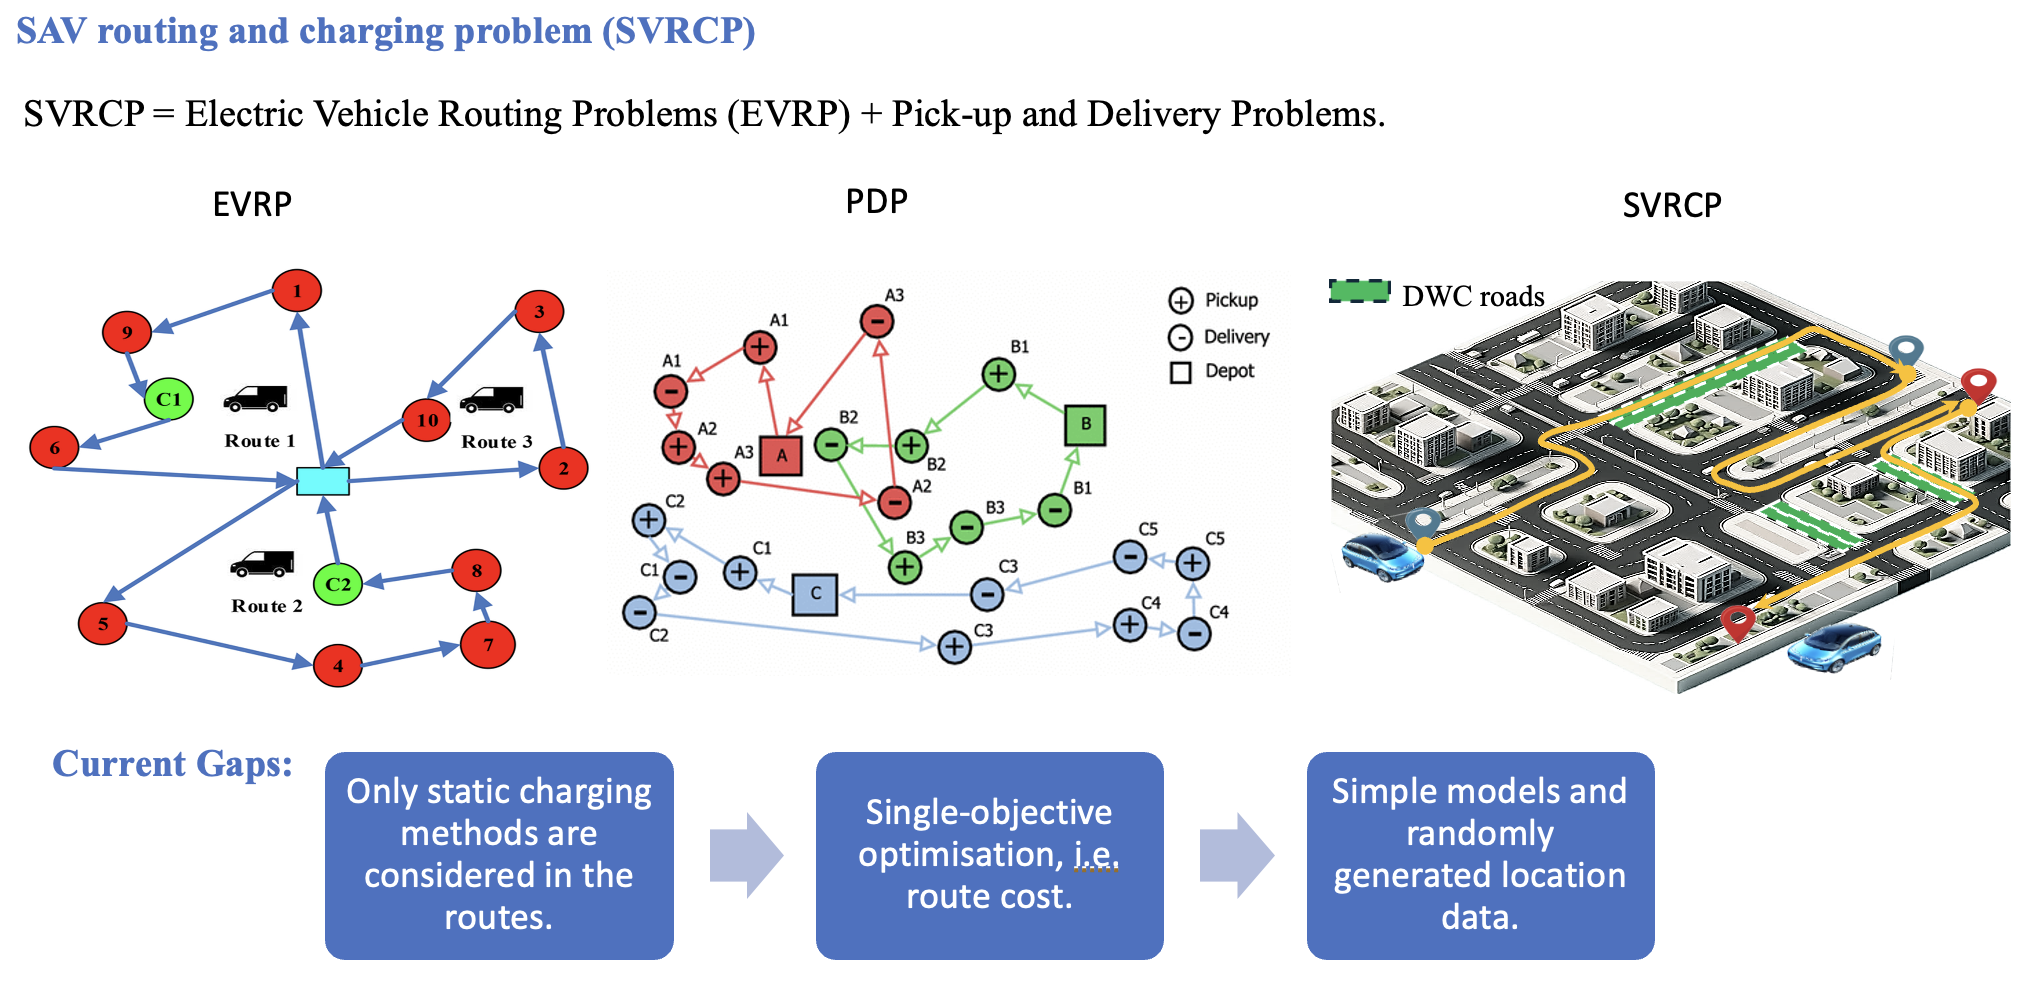 SAV routing and charging problem (SVRCP)
SVRCP = Electric Vehicle Routing Problems (EVRP) + Pick-up and Delivery Problems.
EVRP
1
9
C1
6
Route 1
3
10
Route 3
2
Route 2
C2
8
5
4
7
PDP
A3
A1
A1
A2
A3
A
A2
B1
B2
B2
B
B3
B3
B1
C2
C1
C1
C2
C
C3
C3
C5
C5
C4
C4
Pickup
Delivery
Depot
SVRCP
DWC roads
Current Gaps:
Only static charging
methods are
considered in the
routes.
Single-objective
optimisation, i.e.
route cost.
Simple models and
randomly
generated location
data.